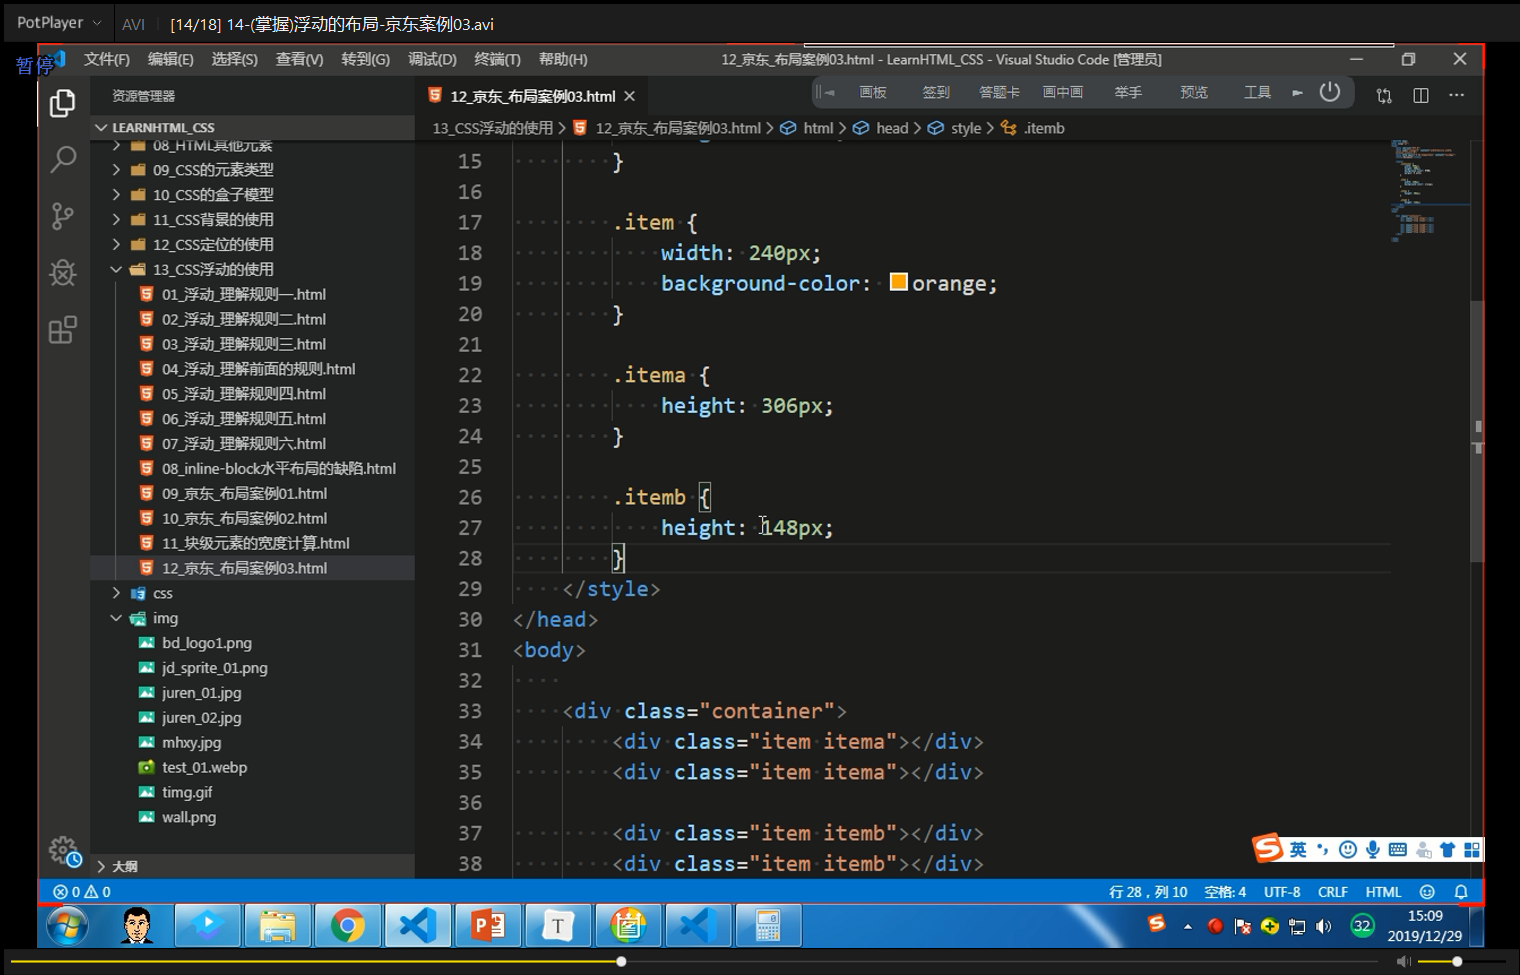 PotPlayer AVI [14/18] 14-(掌握)浮动的布局-京东案例03.avi
暂停
文件(F) 编辑(E) 选择(S) 查看(V) 转到(G) 调试(D) 终端(T) 帮助(H) 12_京东_布局案例03.html - LearnHTML_CSS - Visual Studio Code [管理员]
资源管理器
12_京东_布局案例03.html
画板 签到 答题卡 画中画 举手 预览 工具
LEARNHTML_CSS
13_CSS浮动的使用 > 12_京东_布局案例03.html > html > head > style > .itemb
08_HTML其他元素
09_CSS的元素类型
10_CSS的盒子模型
11_CSS背景的使用
12_CSS定位的使用
13_CSS浮动的使用
01_浮动_理解规则一.html
02_浮动_理解规则二.html
03_浮动_理解规则三.html
04_浮动_理解前面的规则.html
05_浮动_理解规则四.html
06_浮动_理解规则五.html
07_浮动_理解规则六.html
08_inline-block水平布局的缺陷.html
09_京东_布局案例01.html
10_京东_布局案例02.html
11_块级元素的宽度计算.html
12_京东_布局案例03.html
css
img
bd_logo1.png
jd_sprite_01.png
juren_01.jpg
juren_02.jpg
mhxy.jpg
test_01.webp
timg.gif
wall.png
大纲
15 }
16
17 .item {
18 width: 240px;
19 background-color: orange;
20 }
21
22 .itema {
23 height: 306px;
24 }
25
26 .itemb {
27 height: 148px;
28 }
29 </style>
30 </head>
31 <body>
32
33 <div class="container">
34 <div class="item itema"></div>
35 <div class="item itema"></div>
36
37 <div class="item itemb"></div>
38 <div class="item itemb"></div>
英
0 0 行 28，列 10 空格: 4 UTF-8 CRLF HTML
32
15:09
2019/12/29